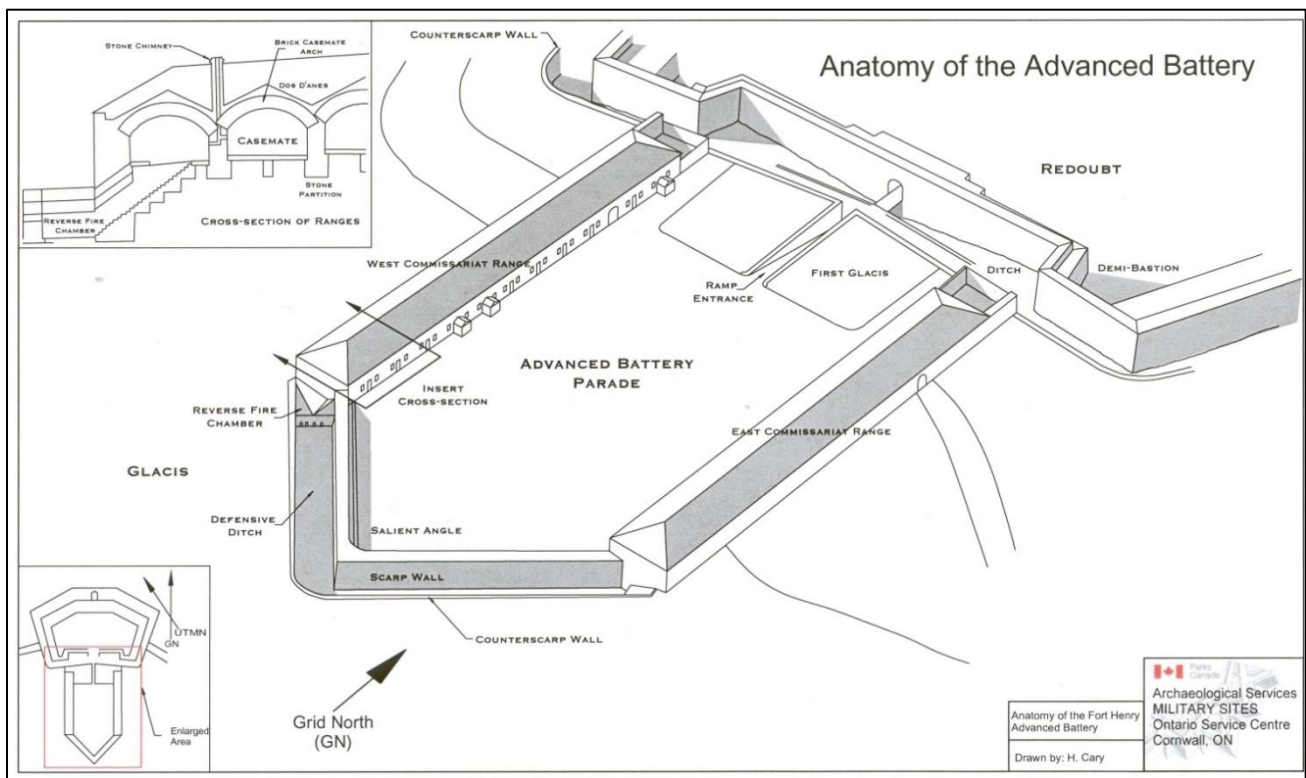 Anatomy of the Advanced Battery
STONE CHIMNEY
BRICK CASEMATE
ARCH
DOS D'ANES
CASEMATE
STONE
PARTITION
REVERSE FIRE
CHAMBER
CROSS-SECTION OF RANGES
COUNTERSCARP WALL
REDOUBT
WEST COMMISSARIAT RANGE
RAMP
ENTRANCE
FIRST GLACIS
DITCH
DEMI-BASTION
ADVANCED BATTERY
PARADE
INSERT
CROSS-SECTION
REVERSE FIRE
CHAMBER
EAST COMMISSARIAT RANGE
GLACIS
DEFENSIVE
DITCH
SALIENT ANGLE
SCARP WALL
COUNTERSCARP WALL
UTMN
GN
Enlarged
Area
Grid North
(GN)
Anatomy of the Fort Henry
Advanced Battery
Drawn by: H. Cary
Parks
Canada
Archaeological Services
MILITARY SITES
Ontario Service Centre
Cornwall, ON